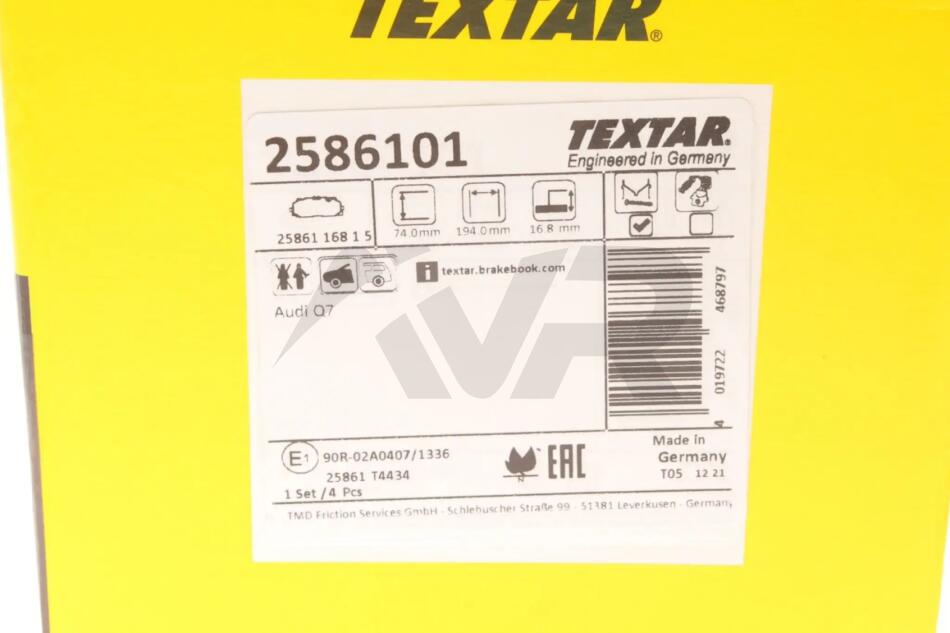 TEXTAR®
2586101
TEXTAR®
Engineered in Germany
25861 168 1 5
74.0mm
194.0mm
16.8 mm
i textar.brakebook.com
Audi Q7
4 019722 468797
VR
E1 90R-02A0407/1336
25861 T4434
1 Set / 4 Pcs
N
EAC
Made in
Germany
T05 12 21
TMD Friction Services GmbH - Schlebuscher Straße 99 - 51381 Leverkusen - Germany